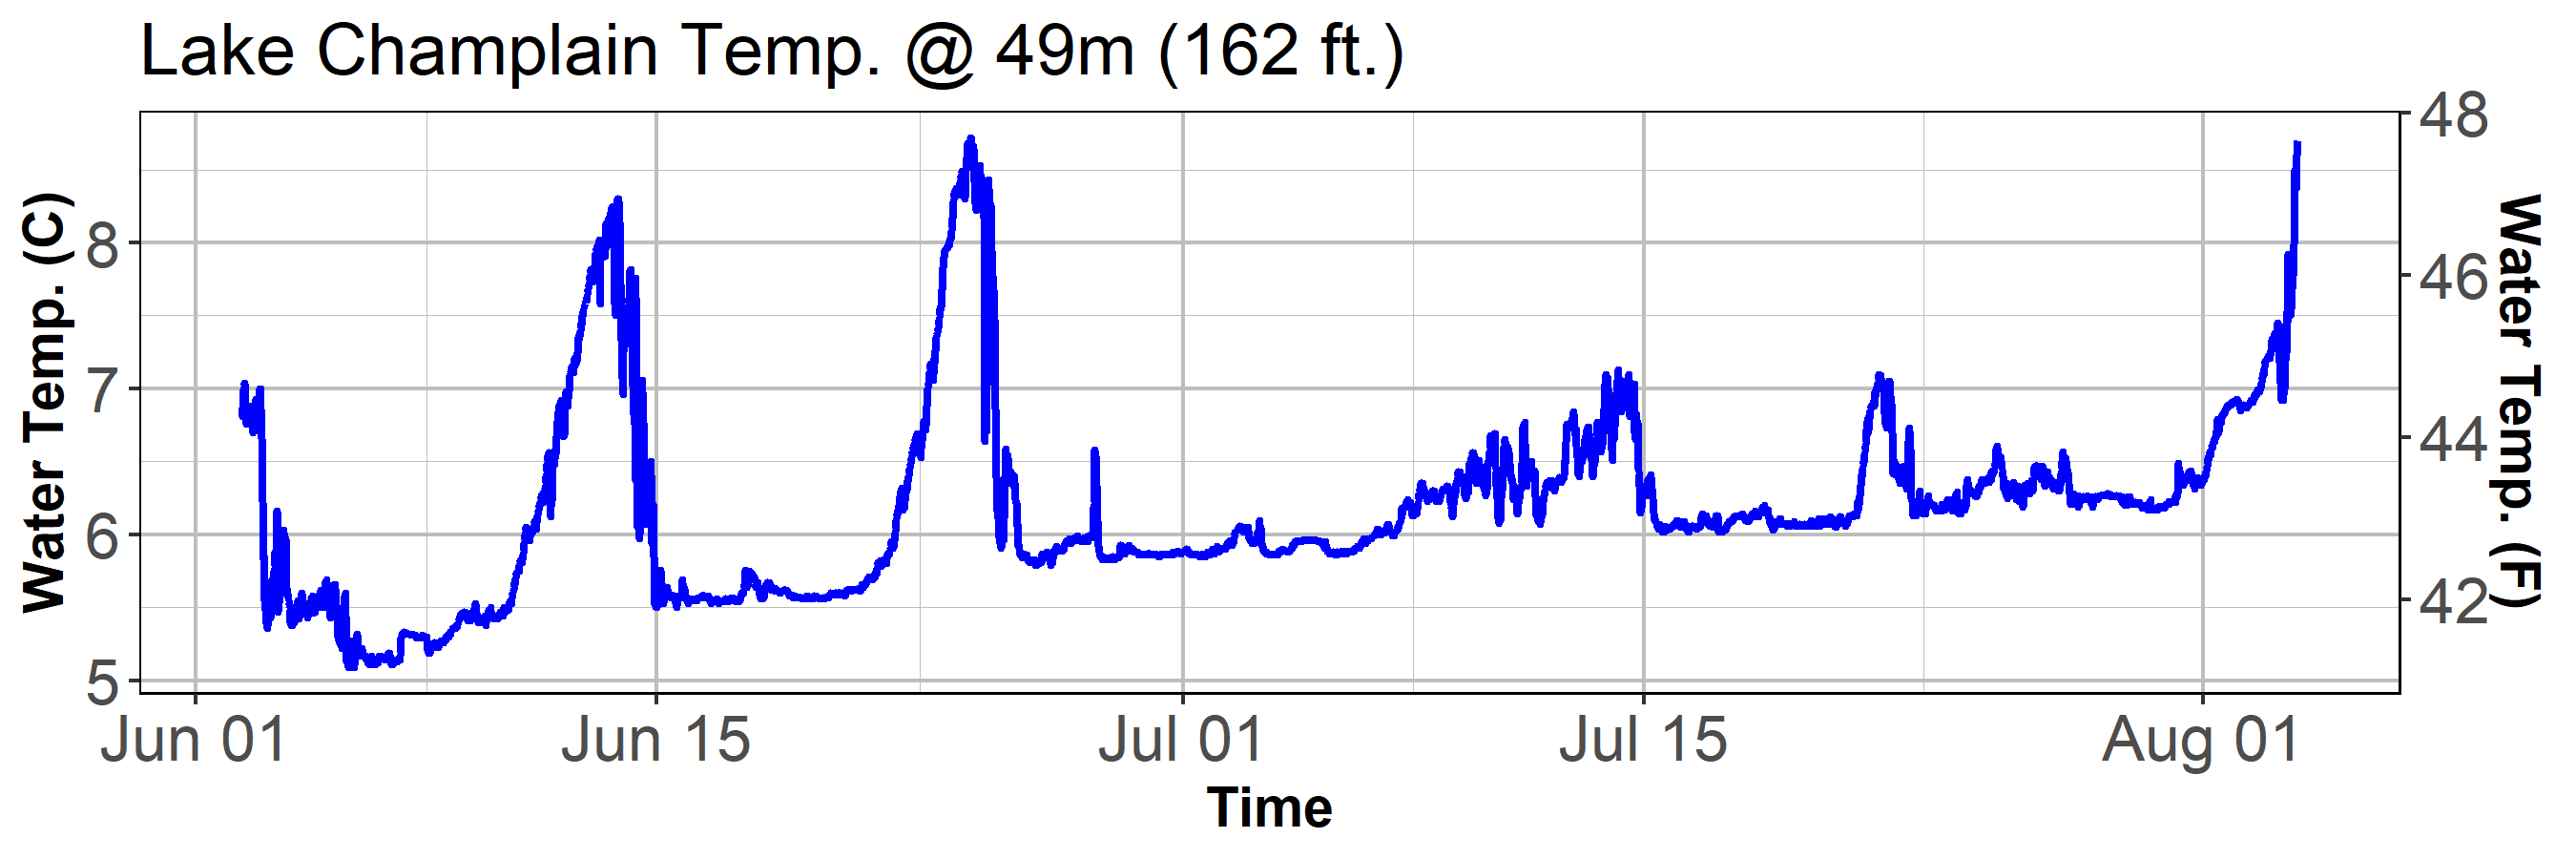 Lake Champlain Temp. @ 49m (162 ft.)
Water Temp. (C)
8
7
6
5
48
46
44
42
Water Temp. (F)
Jun 01
Jun 15
Jul 01
Jul 15
Aug 01
Time